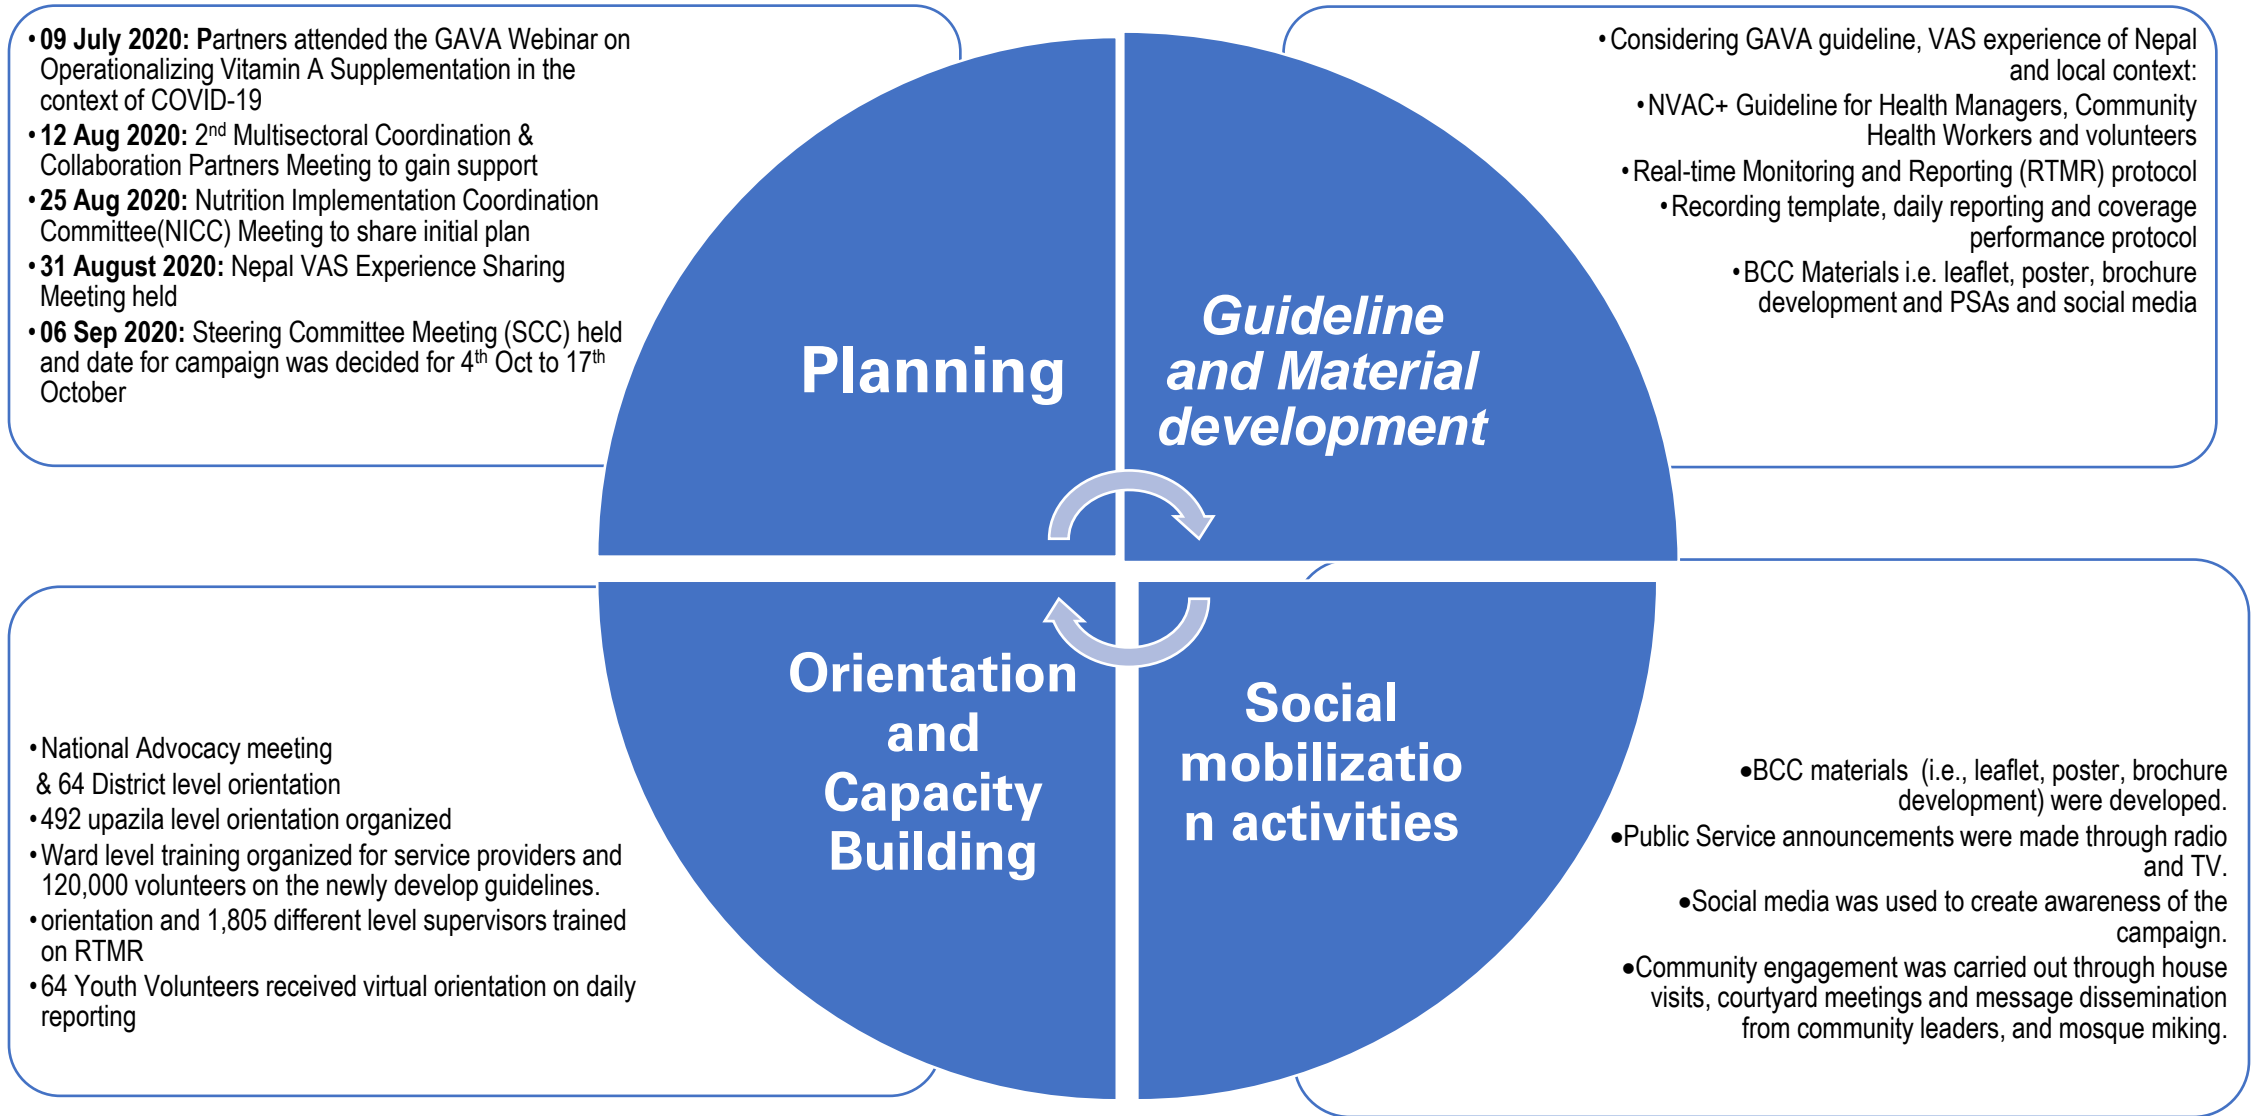 •09 July 2020: Partners attended the GAVA Webinar on
Operationalizing Vitamin A Supplementation in the
context of COVID-19
•12 Aug 2020: 2nd Multisectoral Coordination &
Collaboration Partners Meeting to gain support
•25 Aug 2020: Nutrition Implementation Coordination
Committee(NICC) Meeting to share initial plan
•31 August 2020: Nepal VAS Experience Sharing
Meeting held
•06 Sep 2020: Steering Committee Meeting (SCC) held
and date for campaign was decided for 4th Oct to 17th
October
Planning
•Considering GAVA guideline, VAS experience of Nepal
and local context:
•NVAC+ Guideline for Health Managers, Community
Health Workers and volunteers
•Real-time Monitoring and Reporting (RTMR) protocol
•Recording template, daily reporting and coverage
performance protocol
•BCC Materials i.e. leaflet, poster, brochure
development and PSAs and social media
Guideline
and Material
development
•National Advocacy meeting
& 64 District level orientation
•492 upazila level orientation organized
•Ward level training organized for service providers and
120,000 volunteers on the newly develop guidelines.
•orientation and 1,805 different level supervisors trained
on RTMR
•64 Youth Volunteers received virtual orientation on daily
reporting
Orientation
and
Capacity
Building
Social
mobilizatio
n activities
•BCC materials (i.e., leaflet, poster, brochure
development) were developed.
•Public Service announcements were made through radio
and TV.
•Social media was used to create awareness of the
campaign.
•Community engagement was carried out through house
visits, courtyard meetings and message dissemination
from community leaders, and mosque miking.